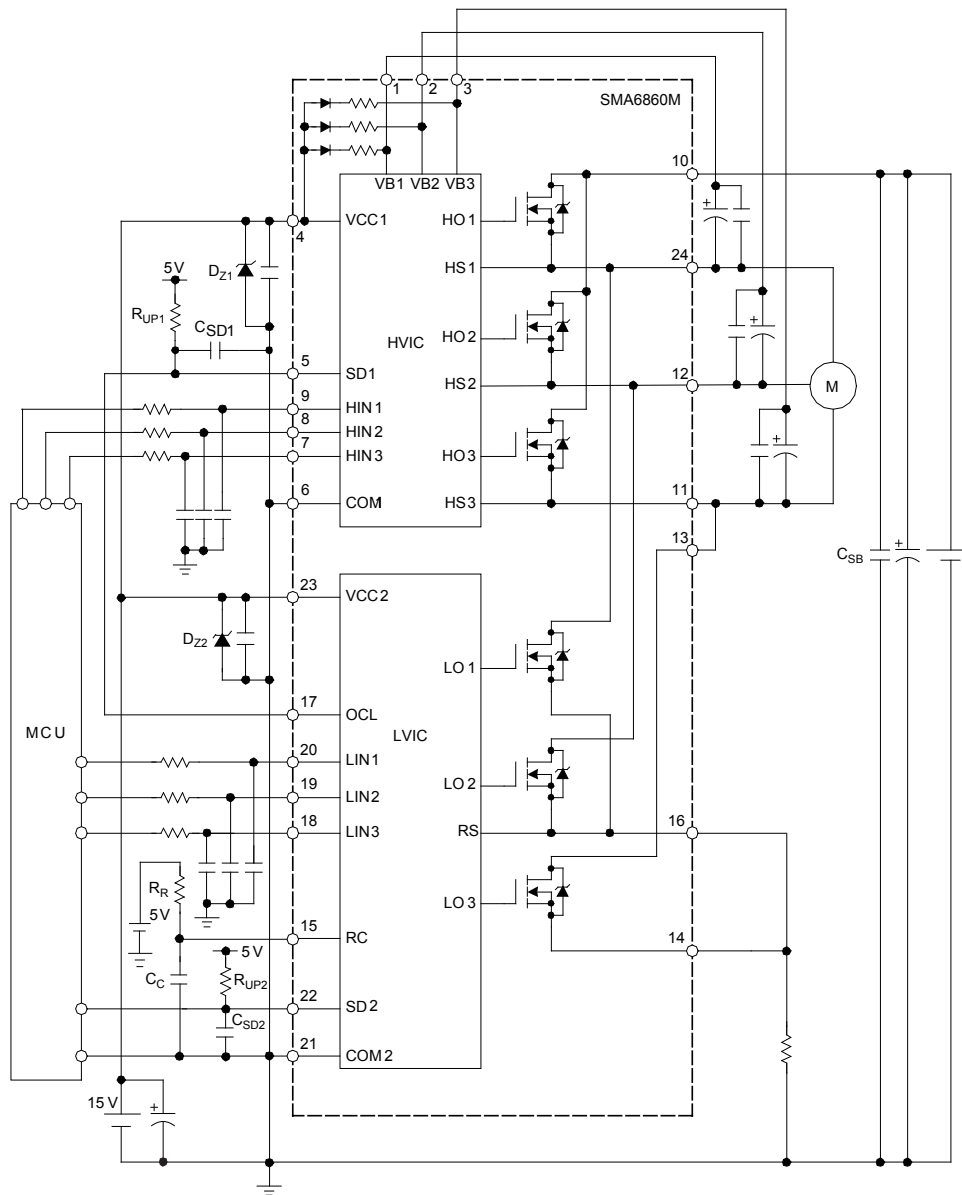 1 2 3
SMA6860M
VB1 VB2 VB3
10
4
VCC1
HO1
5V
DZ1
HS1
24
RUP1
CSD1
HVIC
HO2
5
SD1
HS2
12
M
9
HIN1
8
HIN2
7
HIN3
HO3
6
COM1
HS3
11
13
CSB
23
VCC2
DZ2
LO1
17
OCL
MCU
LVIC
20
LIN1
19
LIN2
LO2
18
LIN3
RS
16
RR
5V
LO3
15
RC
14
5V
CC
RUP2
22
SD2
CSD2
21
COM2
15V